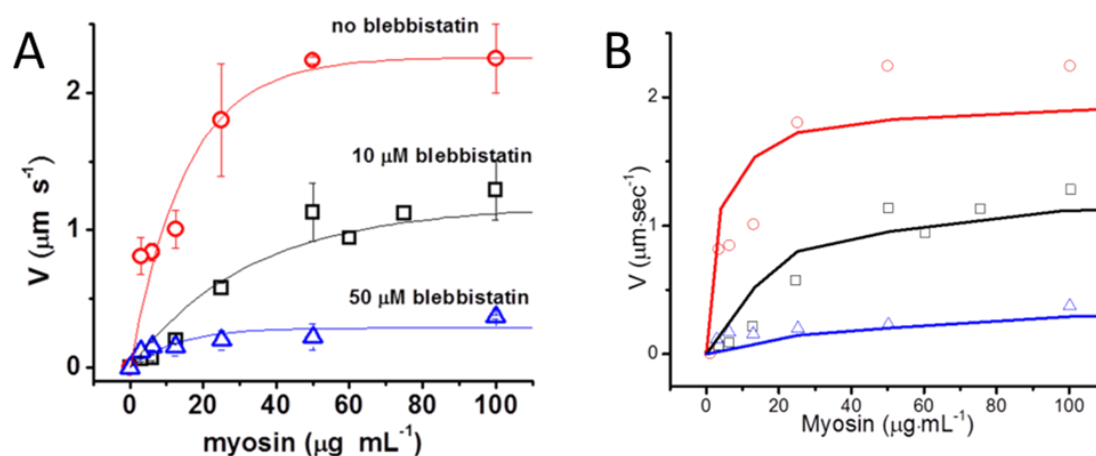 A
no blebbistatin
10 μM blebbistatin
50 μM blebbistatin
V (μm s⁻¹)
2
1
0
0 20 40 60 80 100
myosin (μg mL⁻¹)
B
V (μm·sec⁻¹)
2
1
0
0 20 40 60 80 100
Myosin (μg·mL⁻¹)